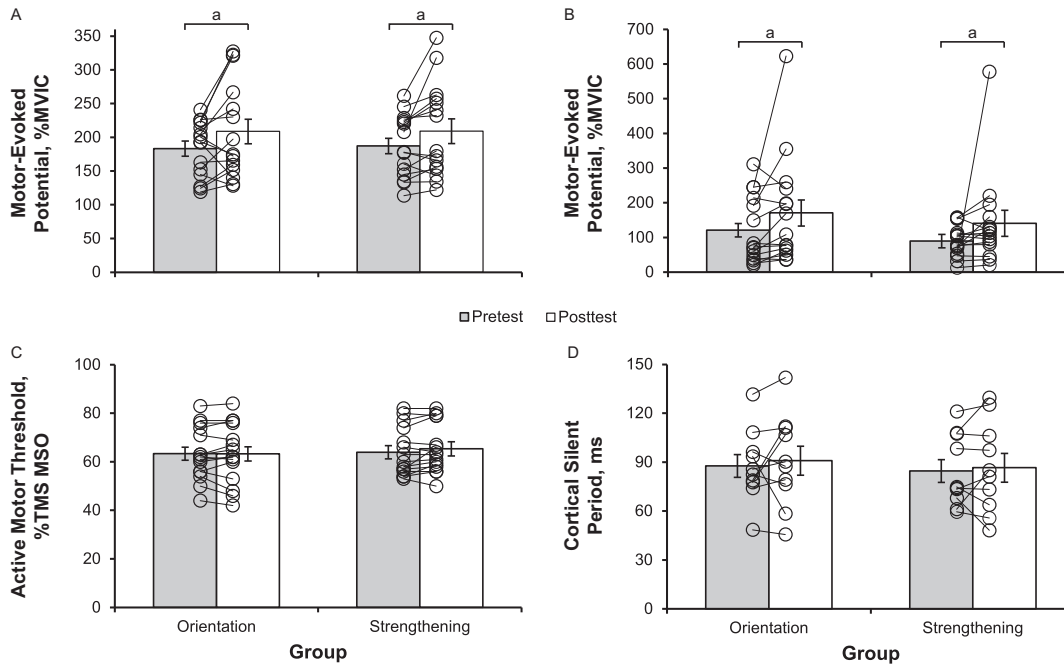 A
a
350
300
250
200
150
100
50
0
Motor-Evoked
Potential, %MVIC
B
a
a
700
600
500
400
300
200
100
0
Motor-Evoked
Potential, %MVIC
a
Pretest Posttest
C
100
80
60
40
20
0
Active Motor Threshold,
%TMS MSO
Orientation Strengthening
Group
D
150
120
90
60
30
0
Cortical Silent
Period, ms
Orientation Strengthening
Group